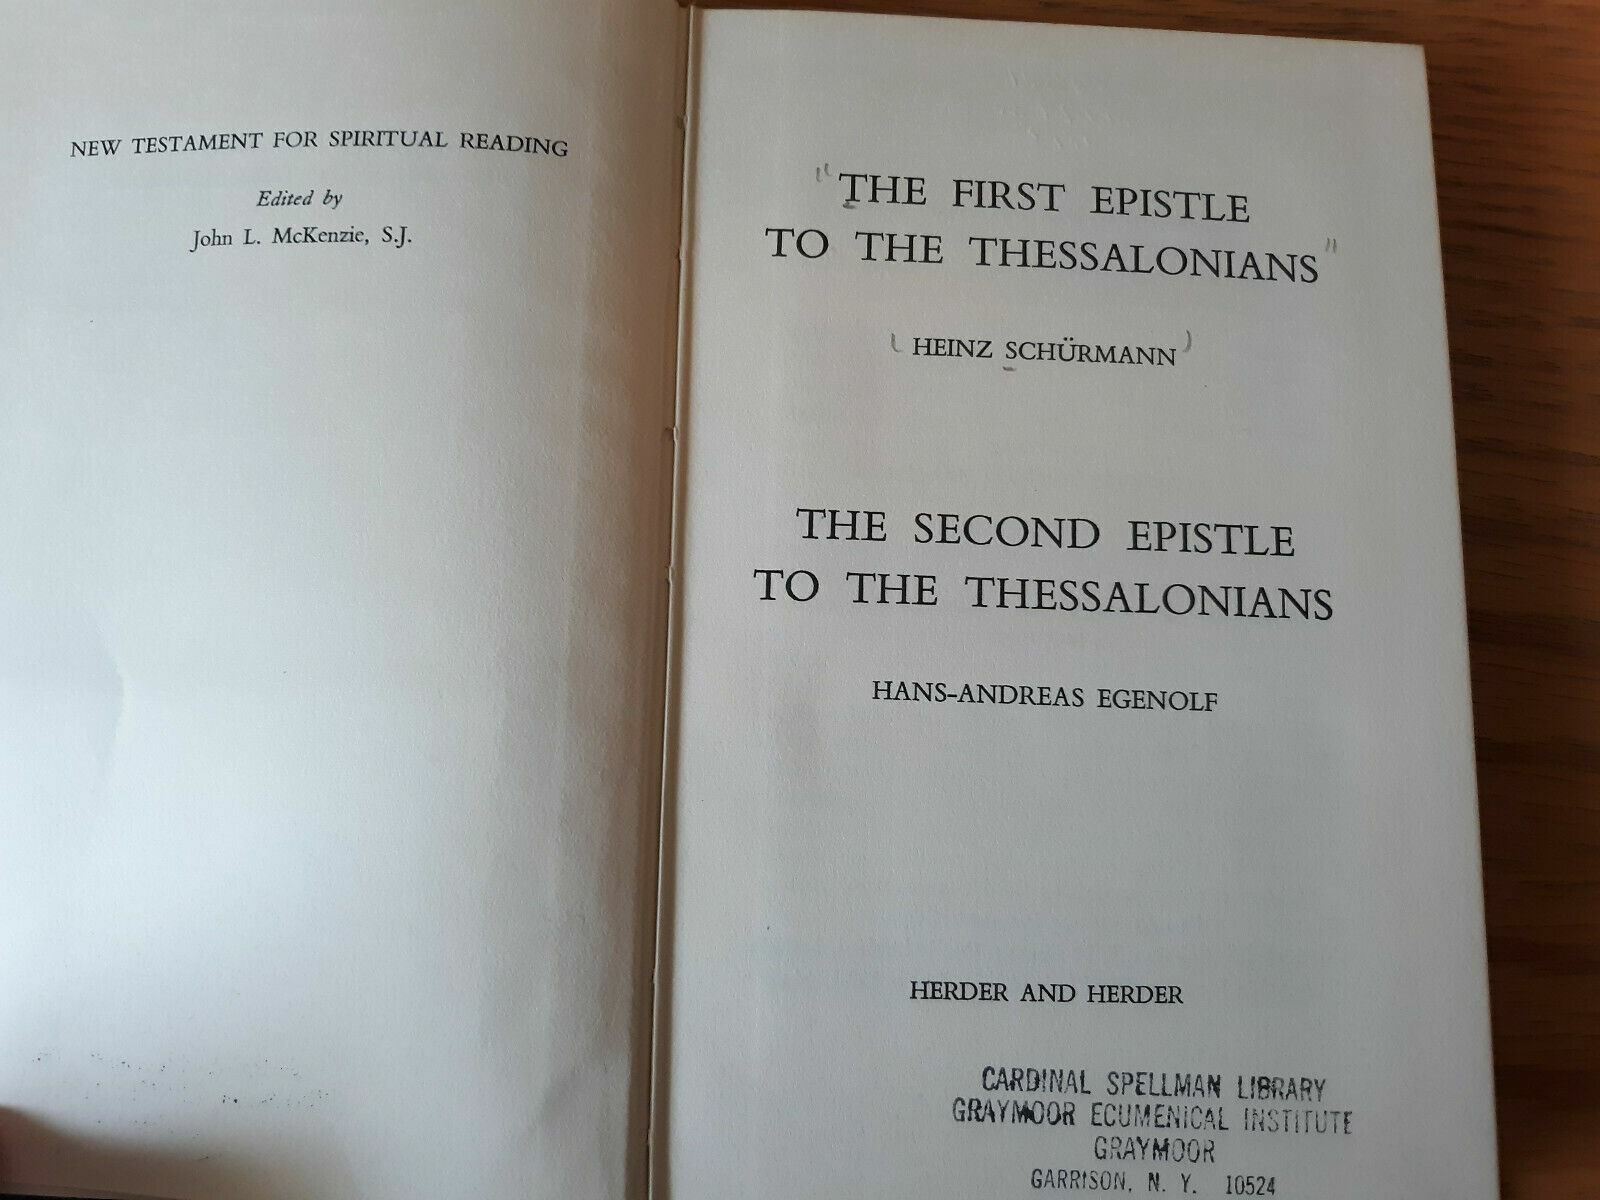 NEW TESTAMENT FOR SPIRITUAL READING
Edited by
John L. McKenzie, S.J.
"THE FIRST EPISTLE
TO THE THESSALONIANS"
(HEINZ SCHÜRMANN)
THE SECOND EPISTLE
TO THE THESSALONIANS
HANS-ANDREAS EGENOLF
HERDER AND HERDER
CARDINAL SPELLMAN LIBRARY
GRAYMOOR ECUMENICAL INSTITUTE
GRAYMOOR
GARRISON, N. Y. 10524